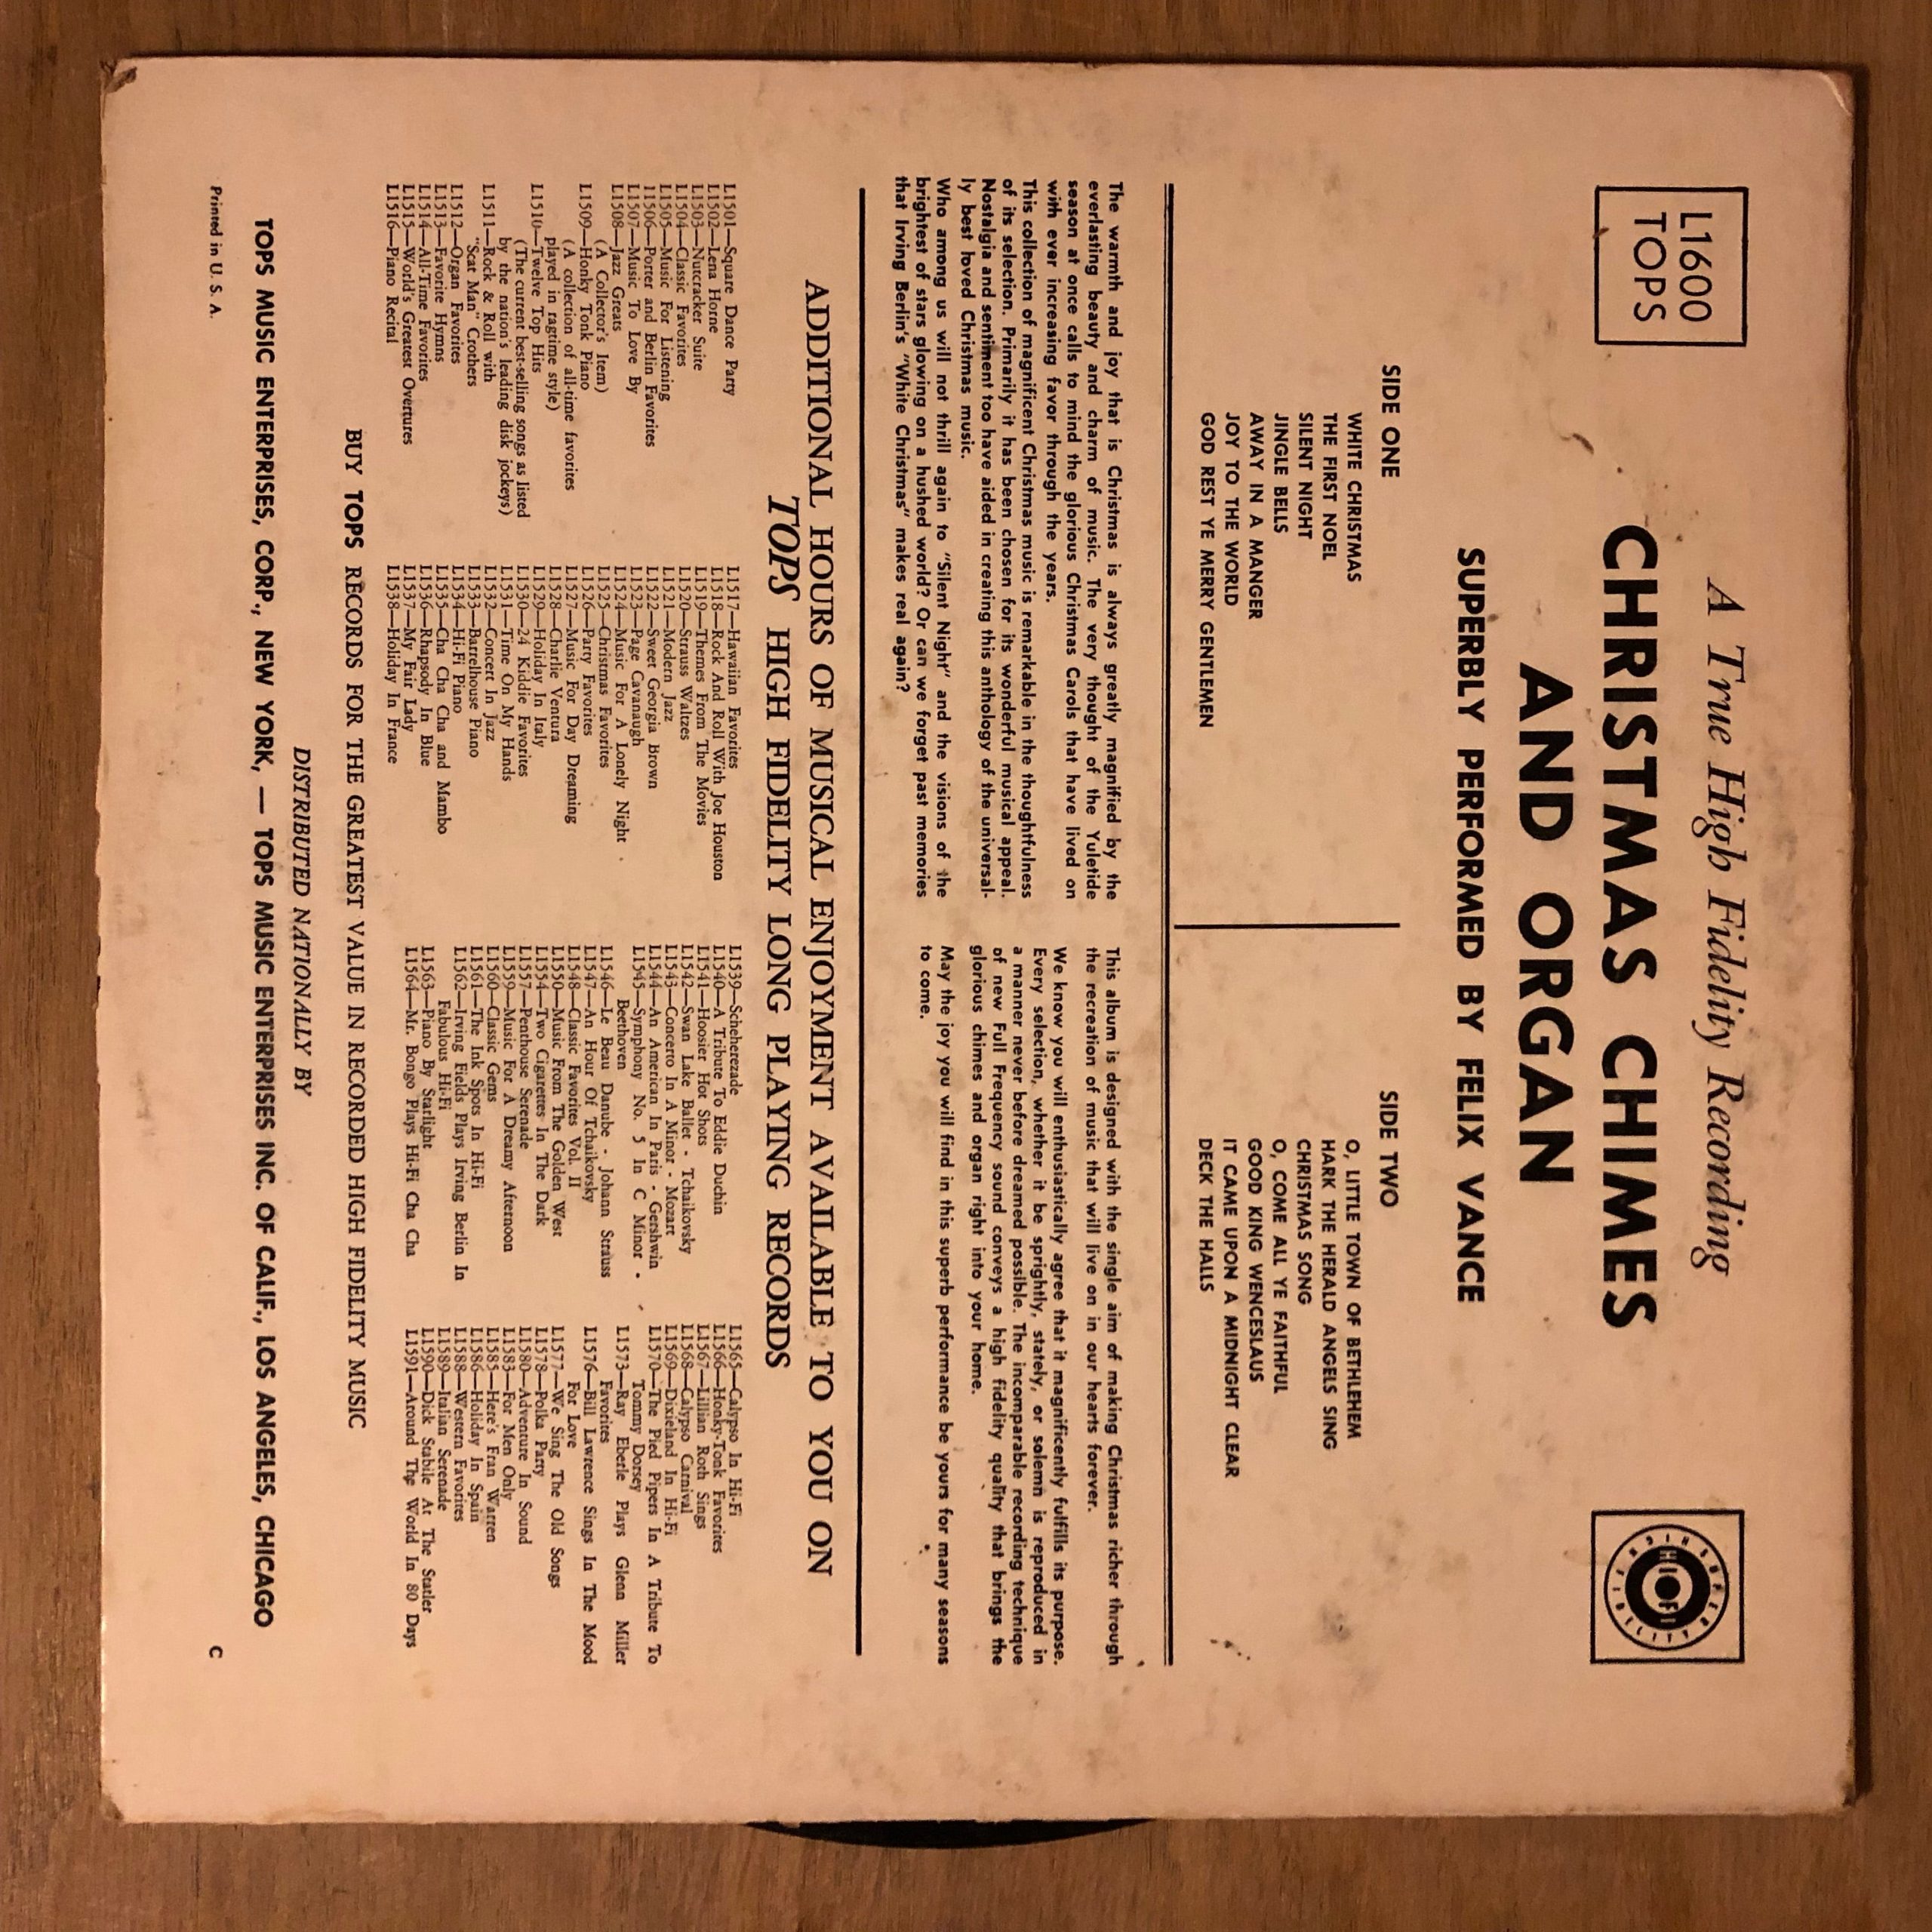 L1600
TOPS
A True High Fidelity Recording
CHRISTMAS CHIMES
AND ORGAN
SUPERBLY PERFORMED BY FELIX VANCE
HI-FI
SIDE ONE
WHITE CHRISTMAS
THE FIRST NOEL
SILENT NIGHT
JINGLE BELLS
AWAY IN A MANGER
JOY TO THE WORLD
GOD REST YE MERRY GENTLEMEN
SIDE TWO
O, LITTLE TOWN OF BETHLEHEM
HARK THE HERALD ANGELS SING
CHRISTMAS SONG
O, COME ALL YE FAITHFUL
GOOD KING WENCESLAUS
IT CAME UPON A MIDNIGHT CLEAR
DECK THE HALLS
The warmth and joy that is Christmas is always greatly magnified by the
everlasting beauty and charm of music. The very thought of the Yuletide
season at once calls to mind the glorious Christmas Carols that have lived on
with ever increasing favor through the years.
This collection of magnificent Christmas music is remarkable in the thoughtfulness
of its selection. Primarily it has been chosen for its wonderful musical appeal.
Nostalgia and sentiment too have aided in creating this anthology of the universal-
ly best loved Christmas music.
Who among us will not thrill again to "Silent Night" and the visions of the
brightest of stars glowing on a hushed world? Or can we forget past memories
that Irving Berlin's "White Christmas" makes real again?
This album is designed with the single aim of making Christmas richer through
the recreation of music that will live on in our hearts forever.
We know you will enthusiastically agree that it magnificently fulfills its purpose.
Every selection, whether it be sprightly, stately, or solemn is reproduced in
a manner never before dreamed possible. The incomparable recording technique
of new Full Frequency sound conveys a high fidelity quality that brings the
glorious chimes and organ right into your home.
May the joy you will find in this superb performance be yours for many seasons
to come.
ADDITIONAL HOURS OF MUSICAL ENJOYMENT AVAILABLE TO YOU ON
TOPS HIGH FIDELITY LONG PLAYING RECORDS
L1501—Square Dance Party
L1502—Lena Horne
L1503—Nutcracker Suite
L1504—Classic Favorites
L1505—Music For Listening
L1506—Porter and Berlin Favorites
L1507—Music To Love By
L1508—Jazz Greats
(A Collector's Item)
L1509—Honky Tonk Piano
(A collection of all-time favorites
played in ragtime style)
L1510—Twelve Top Hits
(The current best-selling songs as listed
by the nation's leading disk jockeys)
L1511—Rock & Roll with
"Scat Man" Crothers
L1512—Organ Favorites
L1513—Favorite Hymns
L1514—All-Time Favorites
L1515—World's Greatest Overtures
L1516—Piano Recital
L1517—Hawaiian Favorites
L1518—Rock And Roll With Joe Houston
L1519—Themes From The Movies
L1520—Strauss Waltzes
L1521—Modern Jazz
L1522—Sweet Georgia Brown
L1523—Page Cavanaugh
L1524—Music For A Lonely Night
L1525—Christmas Favorites
L1526—Party Favorites
L1527—Music For Day Dreaming
L1528—Charlie Ventura
L1529—Holiday In Italy
L1530—24 Kiddie Favorites
L1531—Time On My Hands
L1532—Concert In Jazz
L1533—Barrelhouse Piano
L1534—Hi-Fi Piano
L1535—Cha Cha Cha and Mambo
L1536—Rhapsody In Blue
L1537—My Fair Lady
L1538—Holiday In France
L1539—Scheherezade
L1540—A Tribute To Eddie Duchin
L1541—Hoosier Hot Shots
L1542—Swan Lake Ballet - Tchaikovsky
L1543—Concerto In A Minor - Mozart
L1544—An American In Paris - Gershwin
L1545—Symphony No. 5 In C Minor -
Beethoven
L1546—Le Beau Danube - Johann Strauss
L1547—An Hour Of Tchaikovsky
L1548—Classic Favorites Vol. II
L1550—Music From The Golden West
L1554—Two Cigarettes In The Dark
L1557—Penthouse Serenade
L1559—Music For A Dreamy Afternoon
L1560—Classic Gems
L1561—The Ink Spots In Hi-Fi
L1562—Irving Fields Plays Irving Berlin In
Fabulous Hi-Fi
L1563—Piano By Starlight
L1564—Mr. Bongo Plays Hi-Fi Cha Cha
L1565—Calypso In Hi-Fi
L1566—Honky-Tonk Favorites
L1567—Lillian Roth Sings
L1568—Calypso Carnival
L1569—Dixieland In Hi-Fi
L1570—The Pied Pipers In A Tribute To
Tommy Dorsey
L1573—Ray Eberle Plays Glenn Miller
Favorites
L1576—Bill Lawrence Sings In The Mood
For Love
L1577—We Sing The Old Songs
L1578—Polka Party
L1580—Adventure In Sound
L1583—For Men Only
L1585—Here's Fran Warren
L1586—Holiday In Spain
L1588—Western Favorites
L1589—Italian Serenade
L1590—Dick Stabile At The Statler
L1591—Around The World In 80 Days
BUY TOPS RECORDS FOR THE GREATEST VALUE IN RECORDED HIGH FIDELITY MUSIC
DISTRIBUTED NATIONALLY BY
TOPS MUSIC ENTERPRISES, CORP., NEW YORK, — TOPS MUSIC ENTERPRISES INC. OF CALIF., LOS ANGELES, CHICAGO
Printed in U. S. A.
C